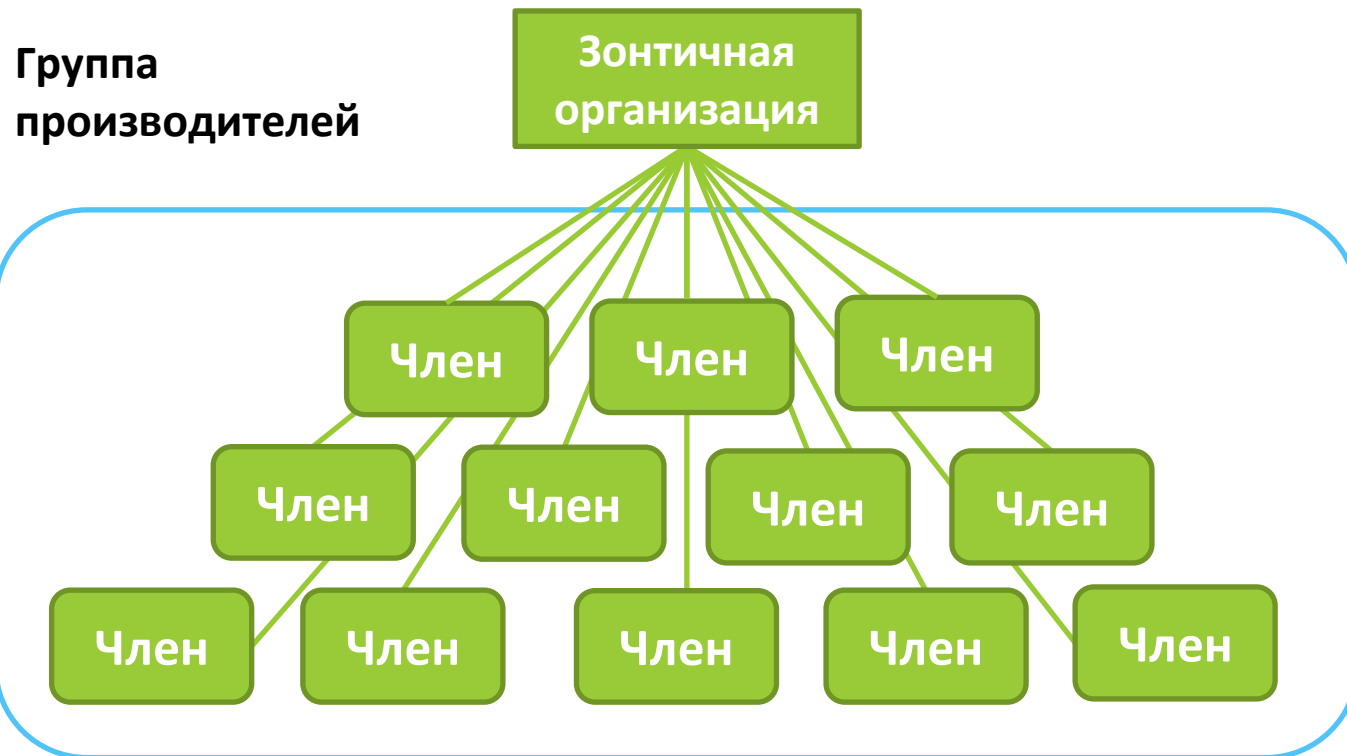 Группа
производителей
Зонтичная
организация
Член
Член
Член
Член
Член
Член
Член
Член
Член
Член
Член
Член